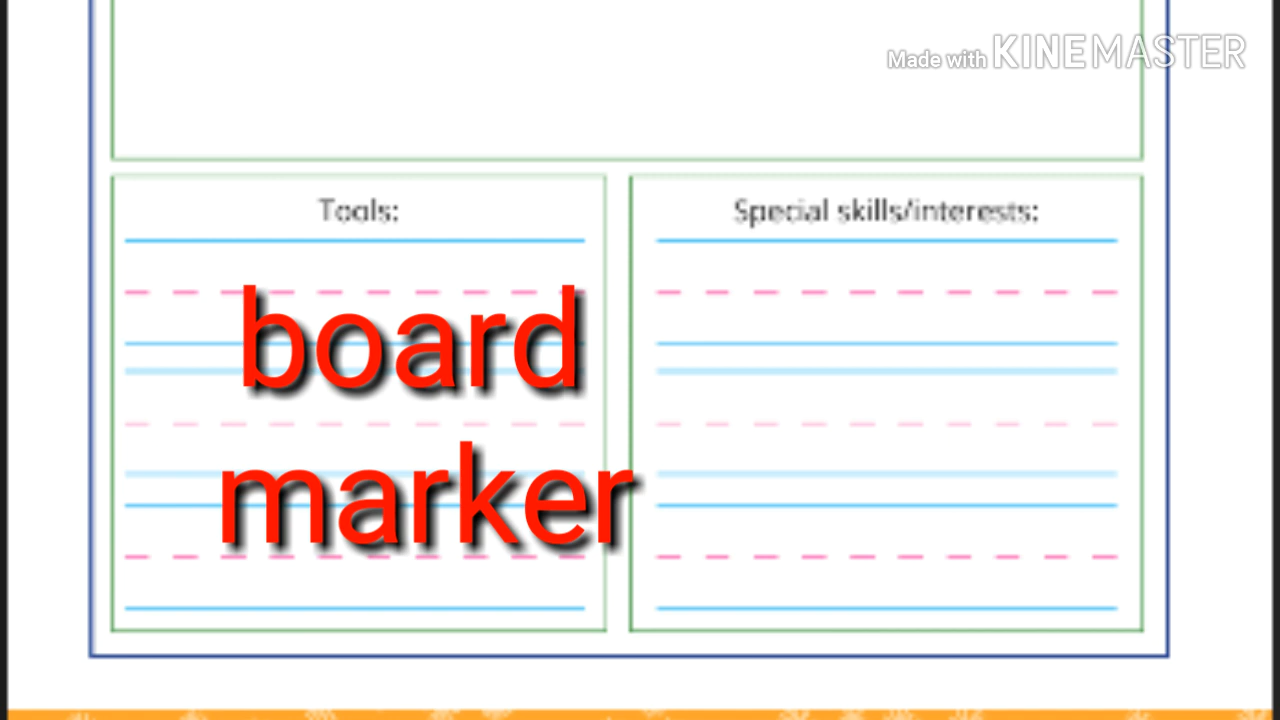 Made with KINEMASTER
Tools:
Special skills/interests:
board
marker